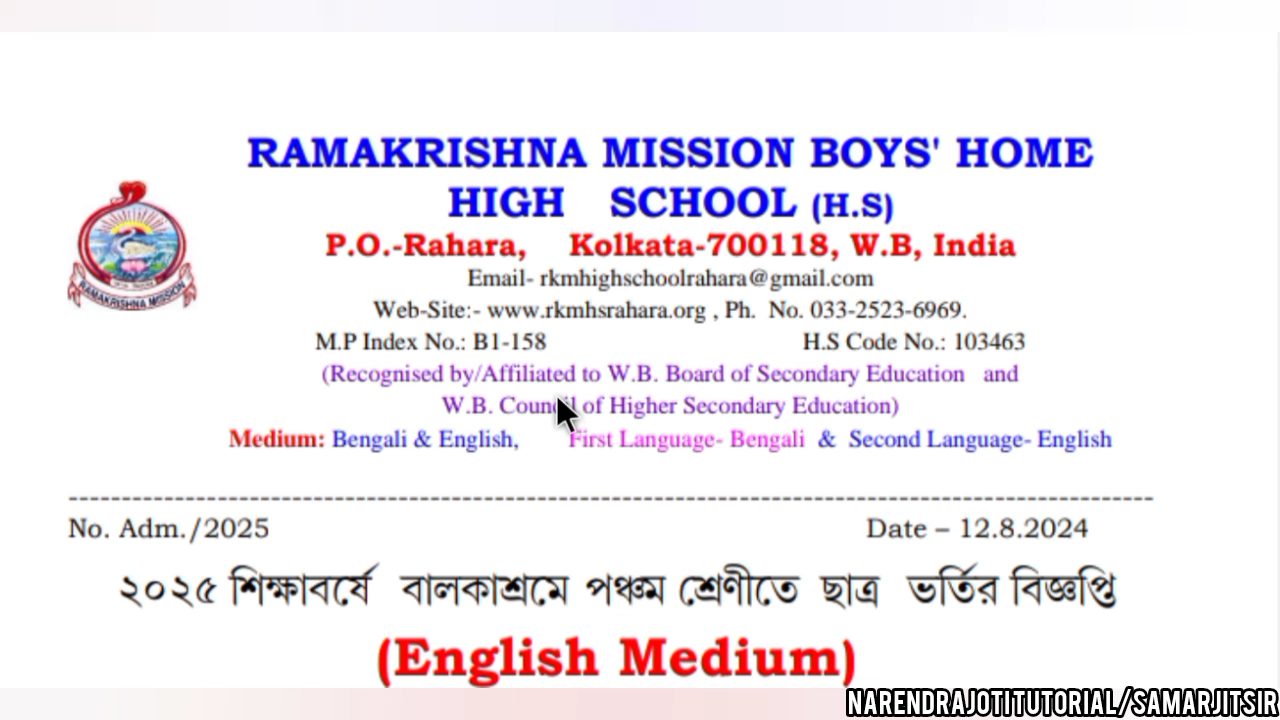 RAMAKRISHNA MISSION BOYS' HOME
HIGH SCHOOL (H.S)
P.O.-Rahara, Kolkata-700118, W.B, India
Email- rkmhighschoolrahara@gmail.com
Web-Site:- www.rkmhsrahara.org , Ph. No. 033-2523-6969.
M.P Index No.: B1-158 H.S Code No.: 103463
(Recognised by/Affiliated to W.B. Board of Secondary Education and
W.B. Council of Higher Secondary Education)
Medium: Bengali & English, First Language- Bengali & Second Language- English
RAMAKRISHNA MISSION
No. Adm./2025 Date – 12.8.2024
২০২৫ শিক্ষাবর্ষে বালকাশ্রমে পঞ্চম শ্রেণীতে ছাত্র ভর্তির বিজ্ঞপ্তি
(English Medium)
NARENDRAJOTITUTORIAL/SAMARJITSIR